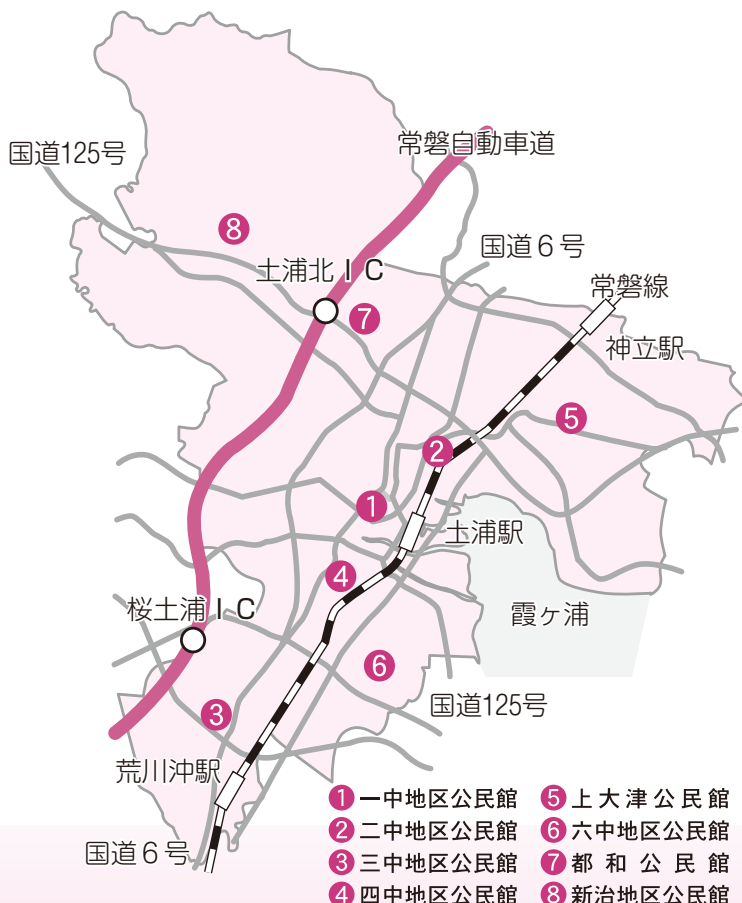 常磐自動車道
国道125号
8
国道６号
土浦北ＩＣ
常磐線
7
神立駅
5
2
1
土浦駅
4
桜土浦ＩＣ
霞ヶ浦
6
国道125号
3
荒川沖駅
国道６号
1 一中地区公民館
2 二中地区公民館
3 三中地区公民館
4 四中地区公民館
5 上大津公民館
6 六中地区公民館
7 都和公民館
8 新治地区公民館